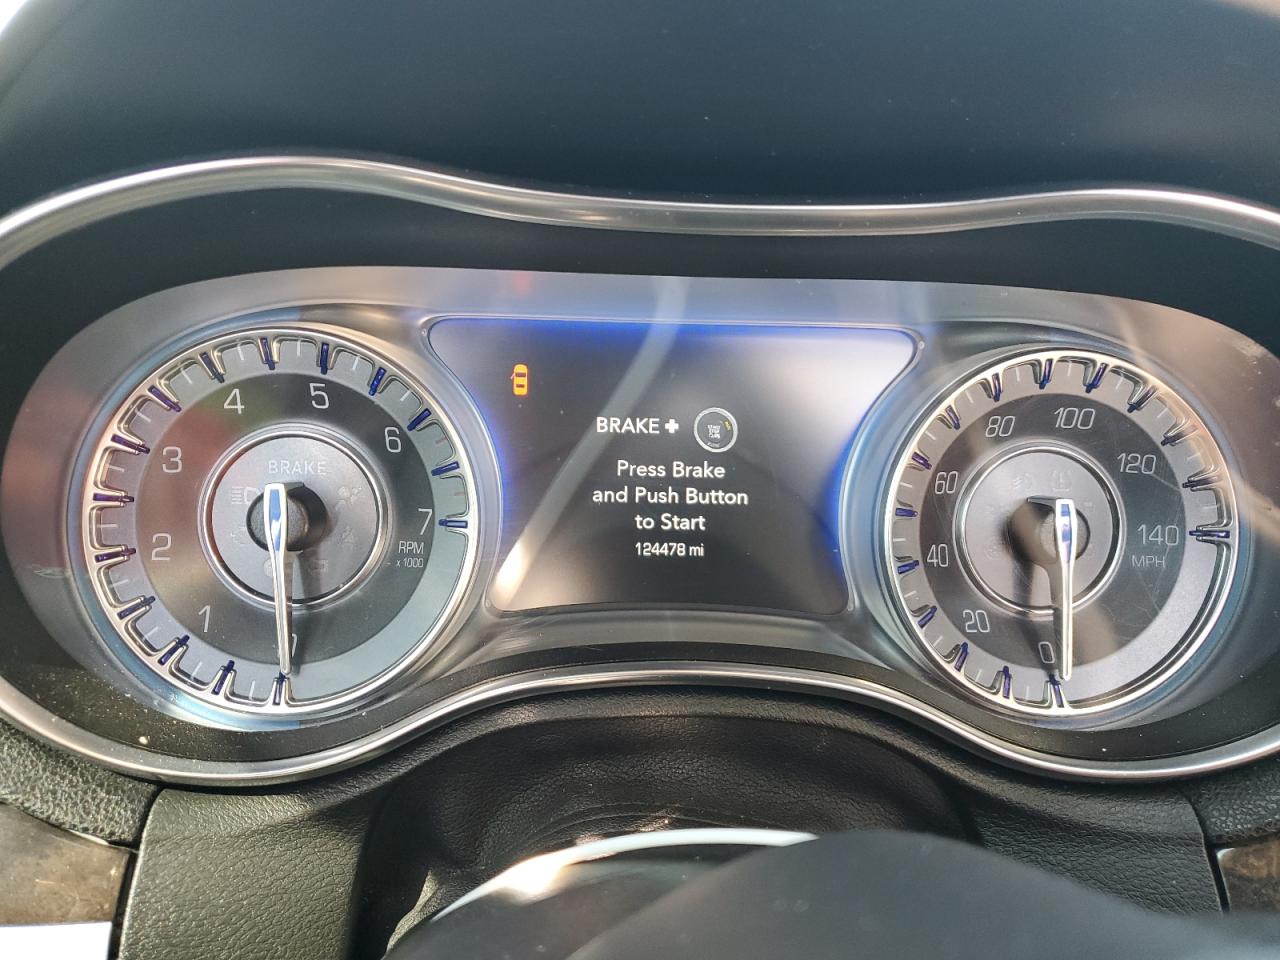 BRAKE +
Press Brake
and Push Button
to Start
124478 mi
BRAKE
1
2
3
4
5
6
7
RPM
x 1000
0
20
40
60
80
100
120
140
MPH